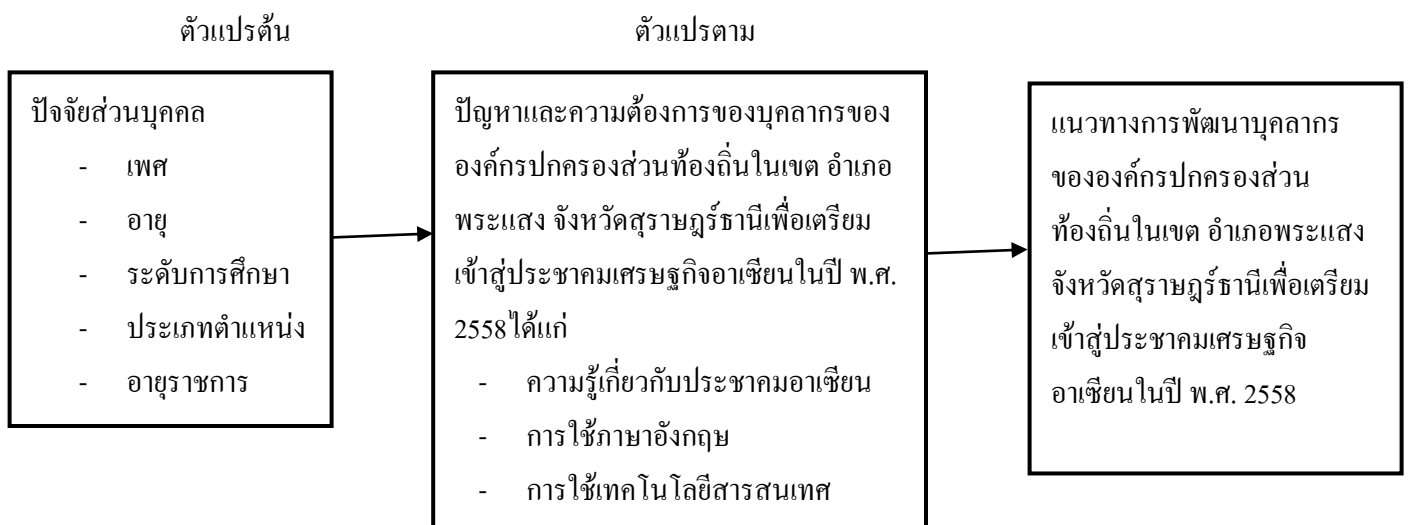 ตัวแปรต้น
ตัวแปรตาม
ปัจจัยส่วนบุคคล
- เพศ
- อายุ
- ระดับการศึกษา
- ประเภทตำแหน่ง
- อายุราชการ
ปัญหาและความต้องการของบุคลากรของ
องค์กรปกครองส่วนท้องถิ่นในเขต อำเภอ
พระแสง จังหวัดสุราษฎร์ธานีเพื่อเตรียม
เข้าสู่ประชาคมเศรษฐกิจอาเซียนในปี พ.ศ.
2558ได้แก่
- ความรู้เกี่ยวกับประชาคมอาเซียน
- การใช้ภาษาอังกฤษ
- การใช้เทคโนโลยีสารสนเทศ
แนวทางการพัฒนาบุคลากร
ขององค์กรปกครองส่วน
ท้องถิ่นในเขต อำเภอพระแสง
จังหวัดสุราษฎร์ธานีเพื่อเตรียม
เข้าสู่ประชาคมเศรษฐกิจ
อาเซียนในปี พ.ศ. 2558